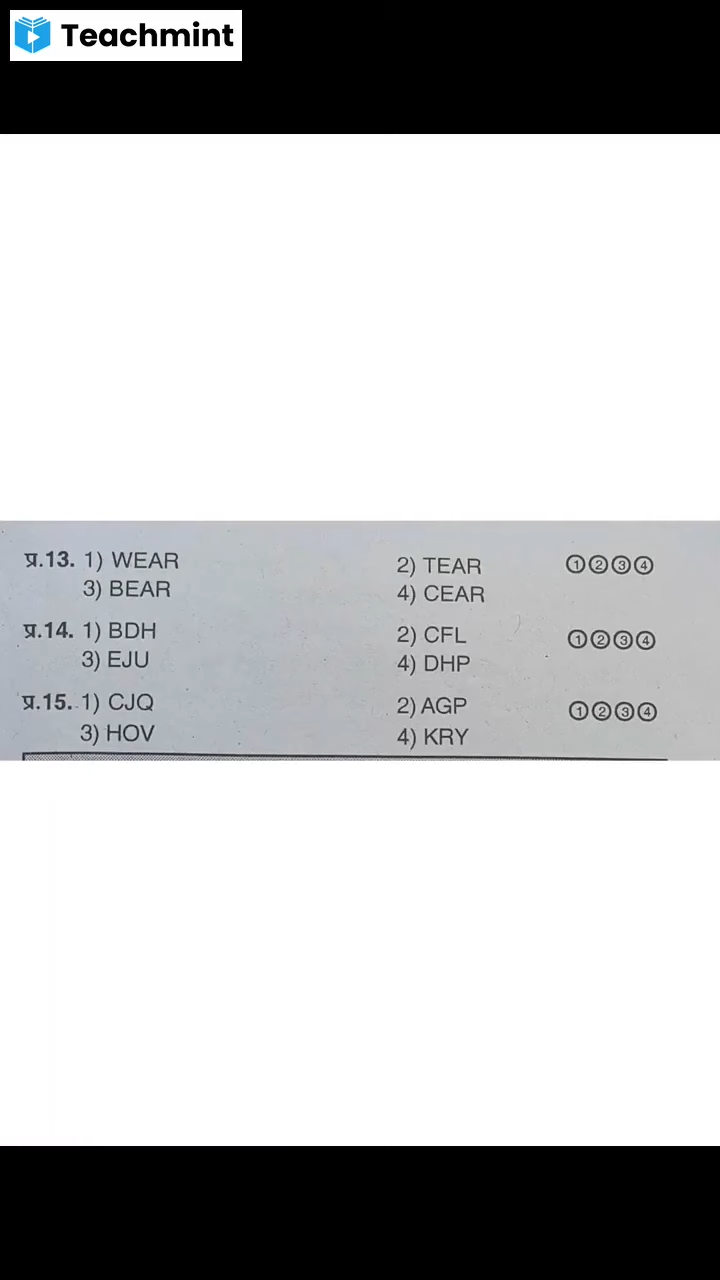 Teachmint
प्र.13. 1) WEAR 2) TEAR ①②③④
3) BEAR 4) CEAR
प्र.14. 1) BDH 2) CFL ①②③④
3) EJU 4) DHP
प्र.15. 1) CJQ 2) AGP ①②③④
3) HOV 4) KRY